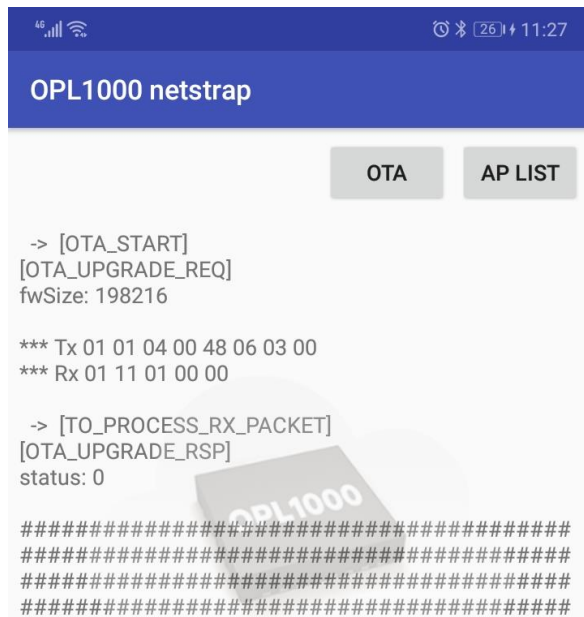 4G 26 11:27
OPL1000 netstrap
OTA AP LIST
-> [OTA_START]
[OTA_UPGRADE_REQ]
fwSize: 198216
*** Tx 01 01 04 00 48 06 03 00
*** Rx 01 11 01 00 00
-> [TO_PROCESS_RX_PACKET]
[OTA_UPGRADE_RSP]
status: 0
OPL1000
########################################
########################################
########################################
########################################